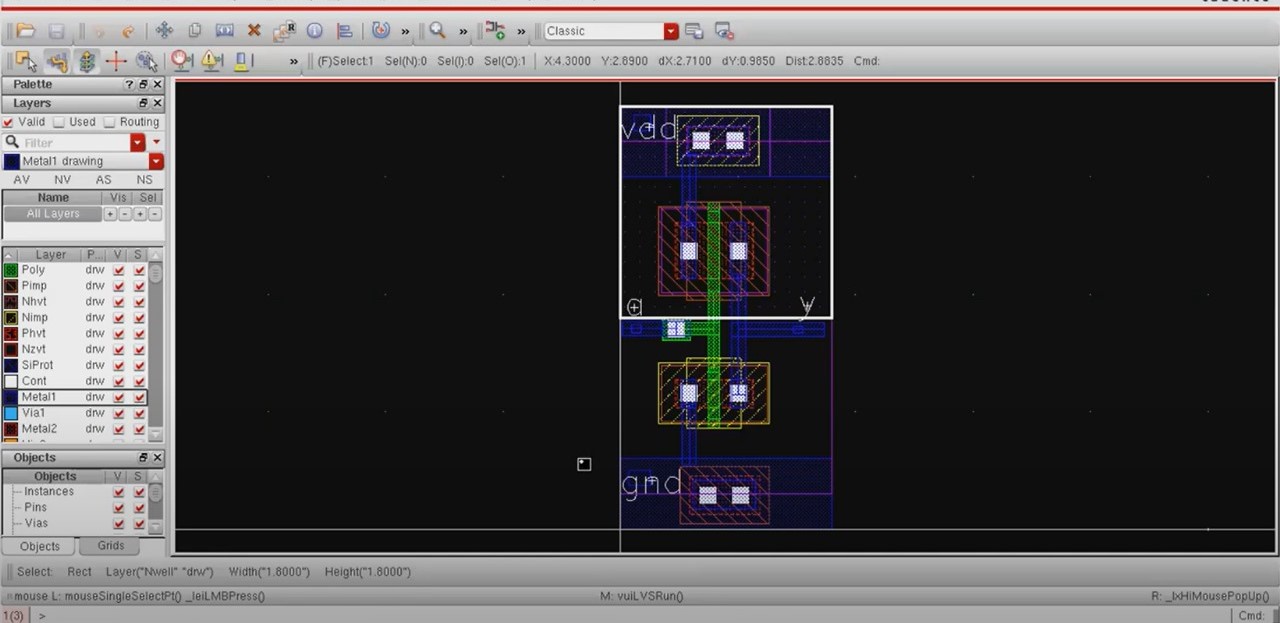 Classic
(F)Select:1 Sel(N):0 Sel(I):0 Sel(O):1 X:4.3000 Y:2.8900 dX:2.7100 dY:0.9850 Dist:2.8835 Cmd:
Palette
Layers
Valid Used Routing
Filter
Metal1 drawing
AV NV AS NS
Name Vis Sel
All Layers
Layer P... V S
Poly drw
Pimp drw
Nhvt drw
Nimp drw
Phvt drw
Nzvt drw
SiProt drw
Cont drw
Metal1 drw
Via1 drw
Metal2 drw
Objects
Objects V S
Instances
Pins
Vias
Objects Grids
vdd
a
y
gnd
Select: Rect Layer("Nwell" "drw") Width("1.8000") Height("1.8000")
mouse L: mouseSingleSelectPt() _leiLMBPress() M: vuiLVSRun() R: _lxHiMousePopUp()
1(3) > Cmd: